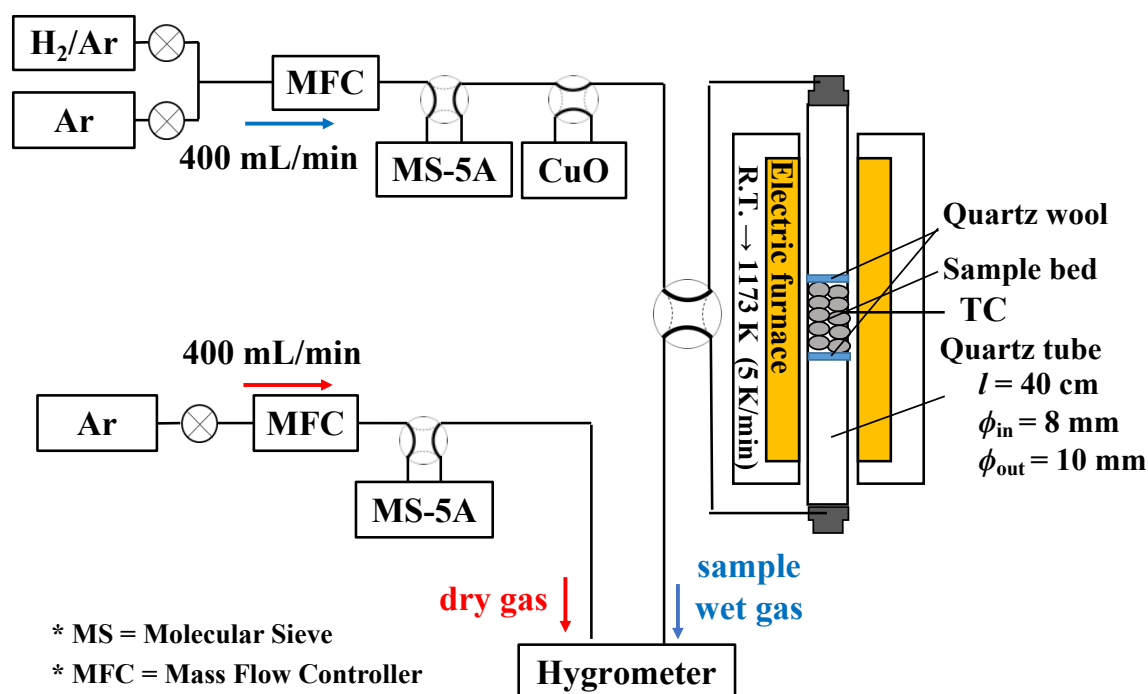 H₂/Ar
Ar
MFC
400 mL/min
MS-5A
CuO
Electric furnace
R.T. → 1173 K (5 K/min)
Quartz wool
Sample bed
TC
Quartz tube
l = 40 cm
ϕin = 8 mm
ϕout = 10 mm
400 mL/min
Ar
MFC
MS-5A
dry gas
sample
wet gas
Hygrometer
* MS = Molecular Sieve
* MFC = Mass Flow Controller